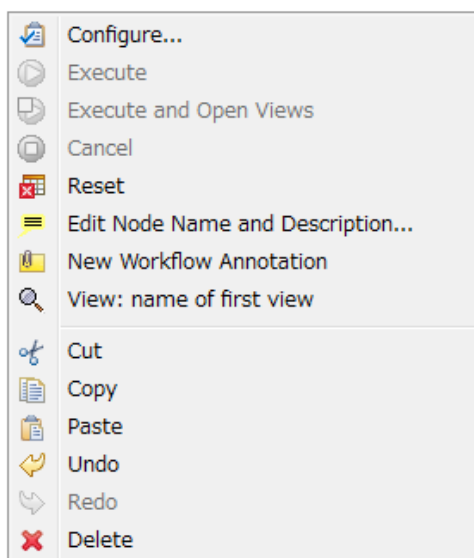 Configure...
Execute
Execute and Open Views
Cancel
Reset
Edit Node Name and Description...
New Workflow Annotation
View: name of first view
Cut
Copy
Paste
Undo
Redo
Delete